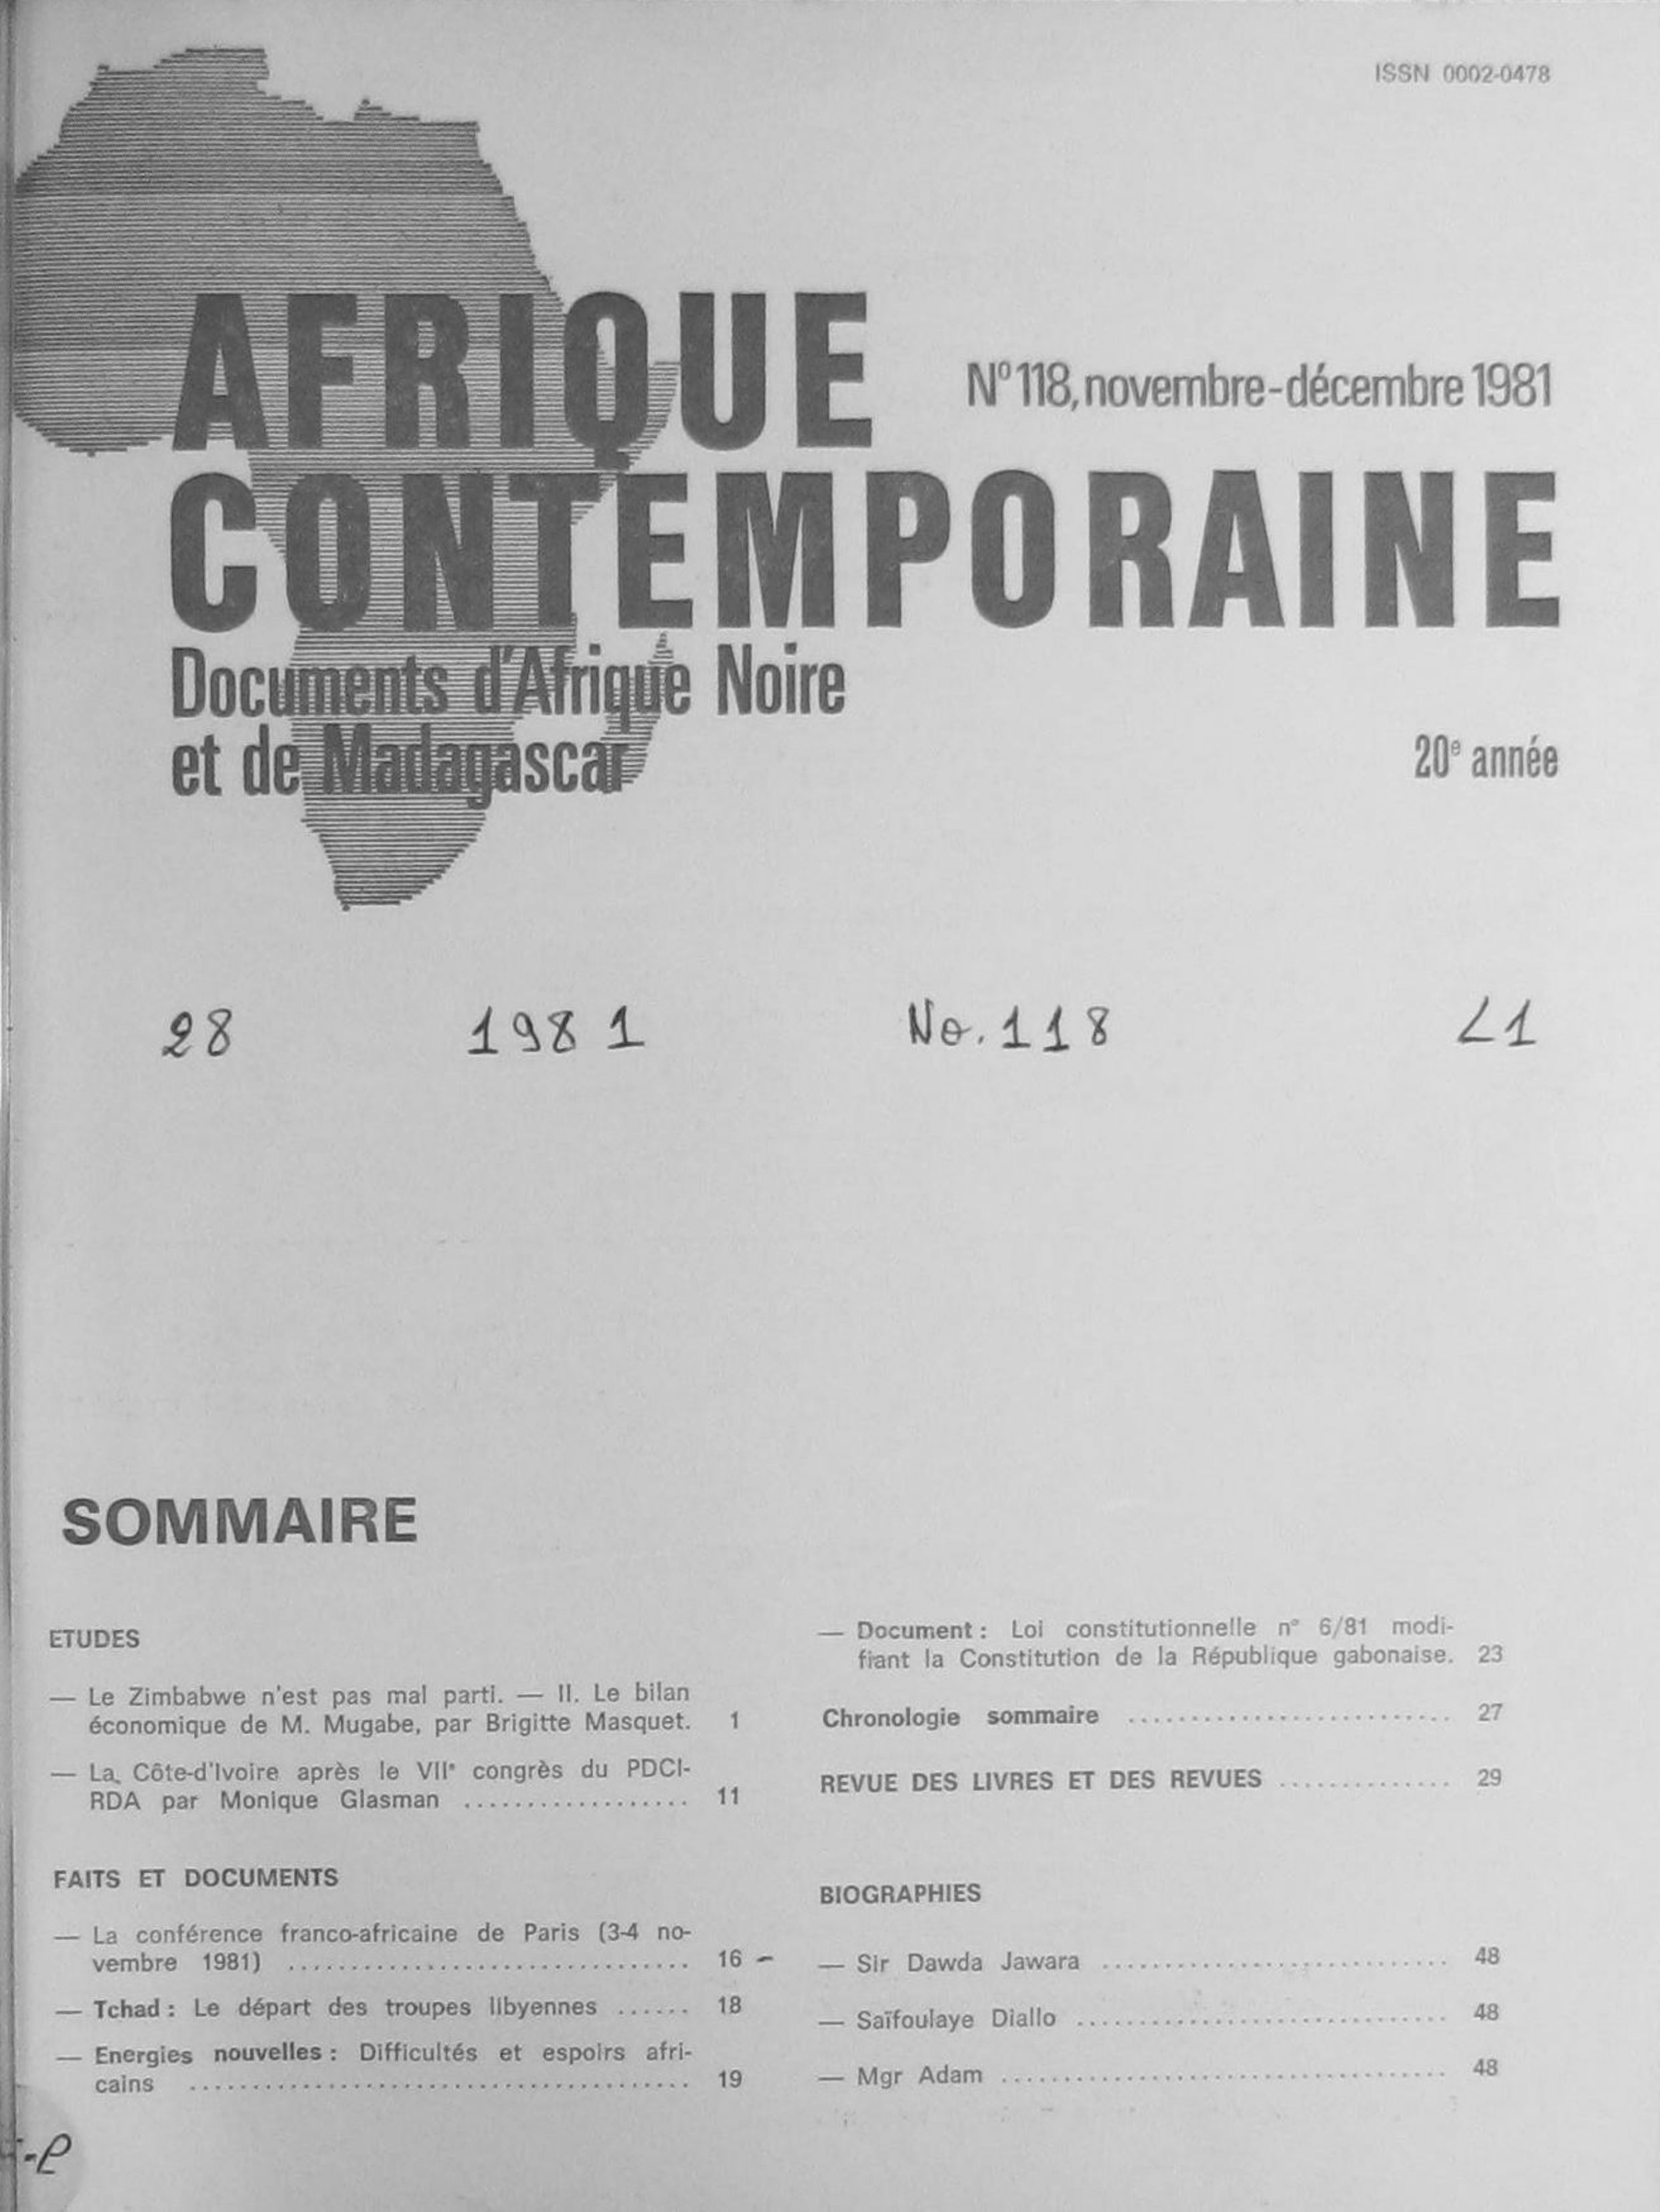 ISSN 0002-0478
AFRIQUE
N° 118, novembre-décembre 1981
CONTEMPORAINE
Documents d'Afrique Noire
et de Madagascar
20e année
28 1981 No. 118 L1
SOMMAIRE
ETUDES
— Le Zimbabwe n'est pas mal parti. — II. Le bilan
économique de M. Mugabe, par Brigitte Masquet. 1
— La Côte-d'Ivoire après le VIIe congrès du PDCI-
RDA par Monique Glasman .................. 11
FAITS ET DOCUMENTS
— La conférence franco-africaine de Paris (3-4 no-
vembre 1981) ................................ 16 -
— Tchad : Le départ des troupes libyennes ...... 18
— Energies nouvelles : Difficultés et espoirs afri-
cains ........................................ 19
— Document : Loi constitutionnelle n° 6/81 modi-
fiant la Constitution de la République gabonaise. 23
Chronologie sommaire .......................... 27
REVUE DES LIVRES ET DES REVUES .............. 29
BIOGRAPHIES
— Sir Dawda Jawara ............................ 48
— Saïfoulaye Diallo .............................. 48
— Mgr Adam .................................... 48